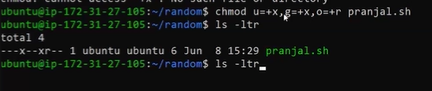 chmod: cannot access '+x': No such file or directory
ubuntu@ip-172-31-27-105:~/random$ chmod u=+x,g=+x,o=+r pranjal.sh
ubuntu@ip-172-31-27-105:~/random$ ls -ltr
total 4
---x--xr-- 1 ubuntu ubuntu 6 Jun  8 15:29 pranjal.sh
ubuntu@ip-172-31-27-105:~/random$ ls -ltr